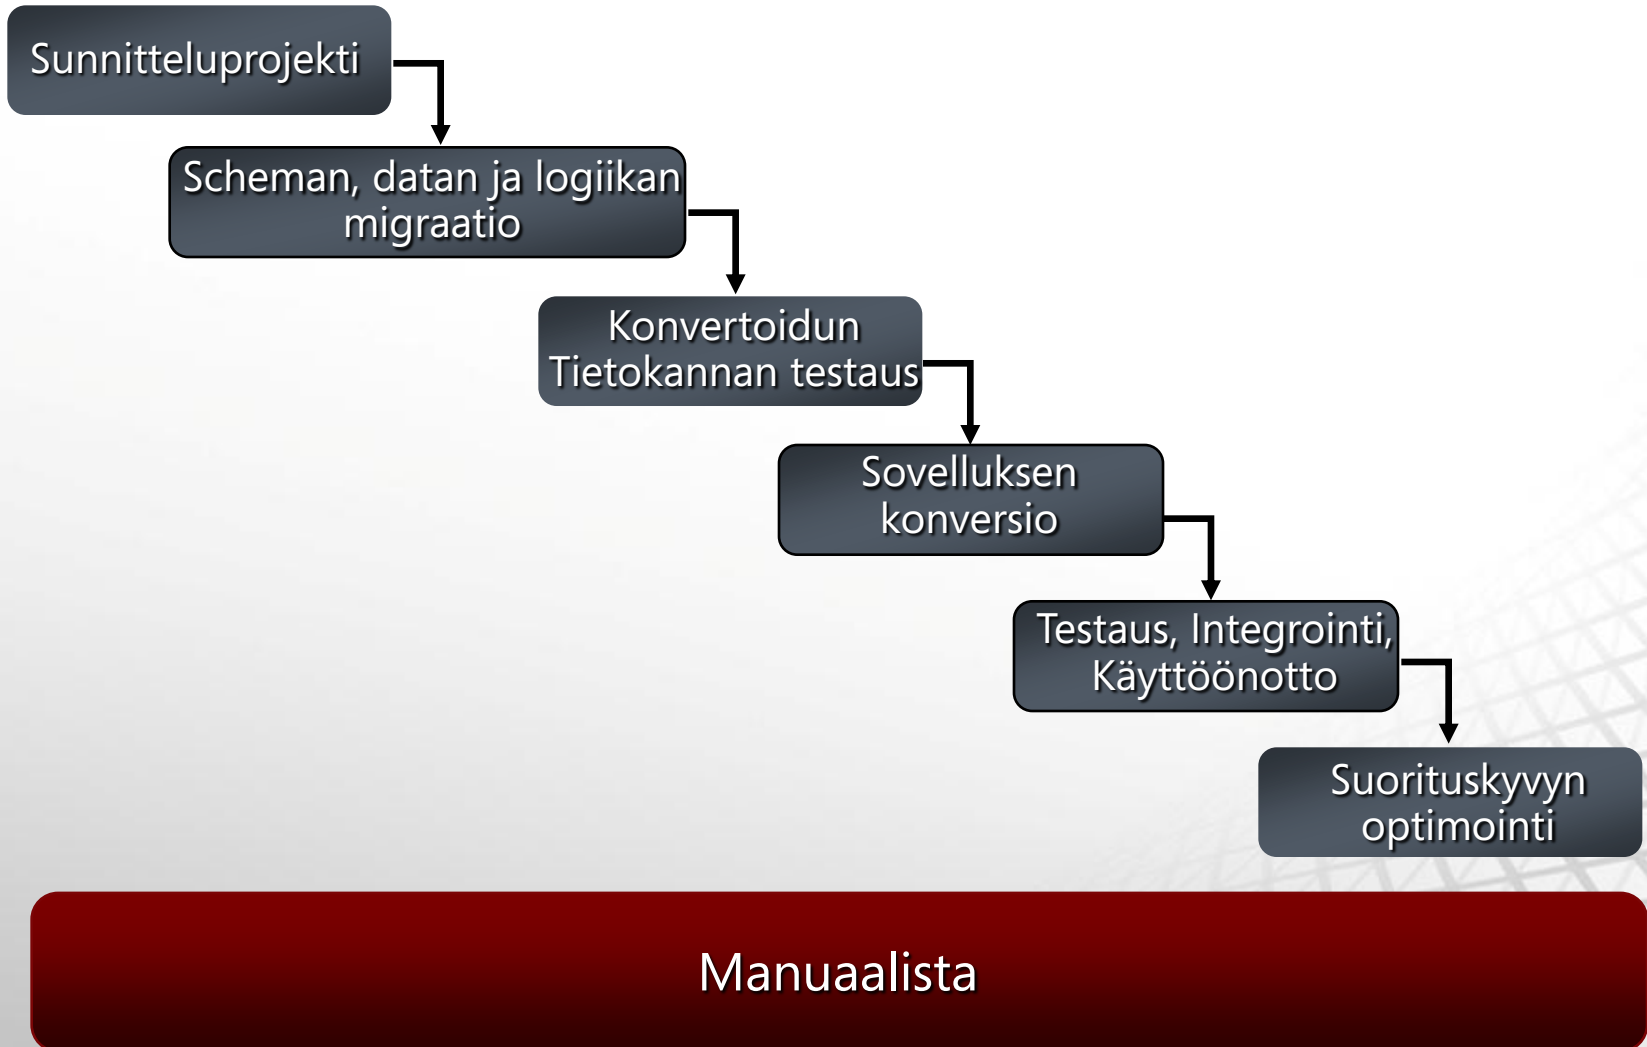 Sunnitteluprojekti
Scheman, datan ja logiikan
migraatio
Konvertoidun
Tietokannan testaus
Sovelluksen
konversio
Testaus, Integrointi,
Käyttöönotto
Suorituskyvyn
optimointi
Manuaalista